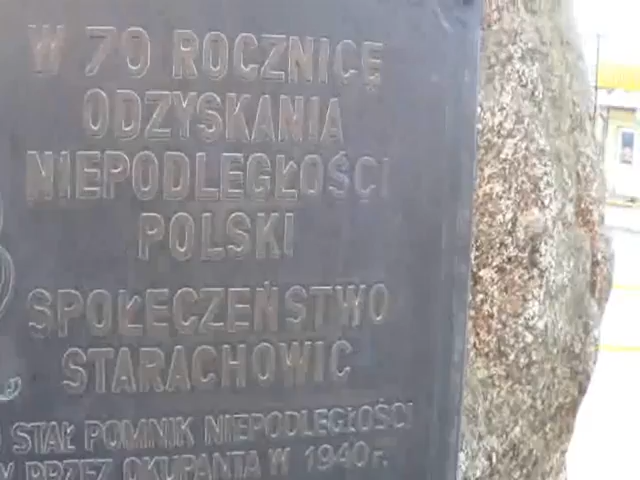 W 70 ROCZNICĘ
ODZYSKANIA
NIEPODLEGŁOŚCI
POLSKI
SPOŁECZEŃSTWO
STARACHOWIC
STAŁ POMNIK NIEPODLEGŁOŚCI
PRZEZ OKUPANTA W 1940 r.